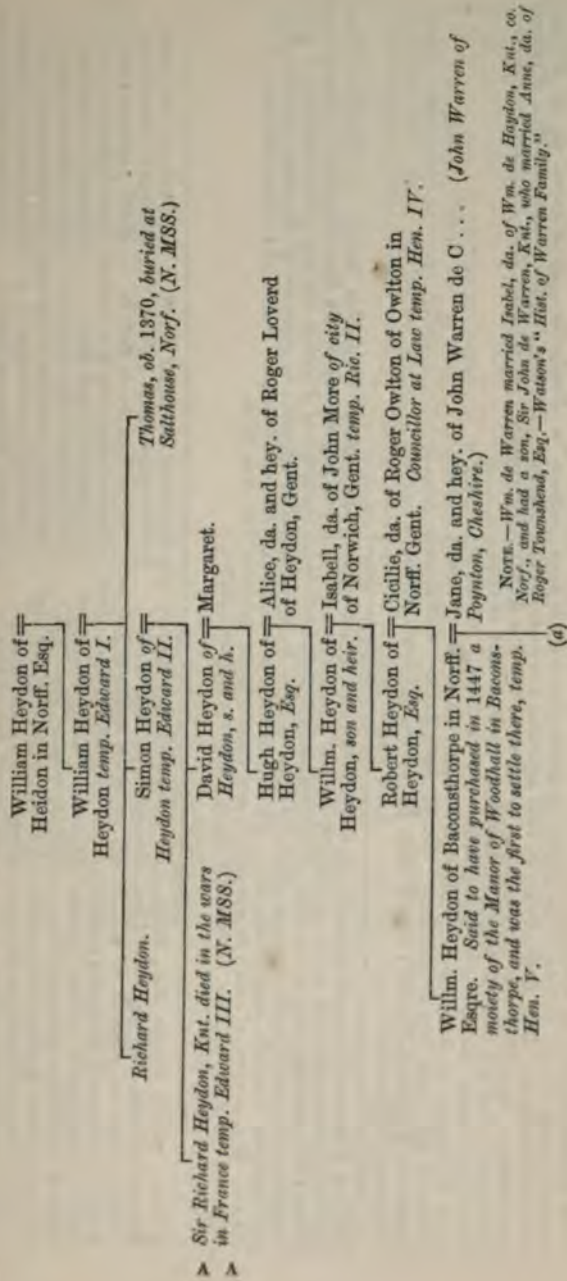 William Heydon of
Heidon in Norff. Esq.
William Heydon of
Heydon temp. Edward I.
Richard Heydon.
Simon Heydon of
Heydon temp. Edward II.
Thomas, ob. 1370, buried at
Salthouse, Norf. (N. MSS.)
A Sir Richard Heydon, Knt. died in the wars
A in France temp. Edward III. (N. MSS.)
David Heydon of
Heydon, s. and h.
Margaret.
Hugh Heydon of
Heydon, Esq.
Alice, da. and hey. of Roger Loverd
of Heydon, Gent.
Willm. Heydon of
Heydon, son and heir.
Isabell, da. of John More of city
of Norwich, Gent. temp. Ric. II.
Robert Heydon of
Heydon, Esq.
Cicilie, da. of Roger Owlton of Owlton in
Norff. Gent. Councillor at Law temp. Hen. IV.
Willm. Heydon of Baconsthorpe in Norff.
Esqre. Said to have purchased in 1447 a
moiety of the Manor of Woodhall in Bacons-
thorpe, and was the first to settle there, temp.
Hen. V.
Jane, da. and hey. of John Warren de C . . . (John Warren of
Poynton, Cheshire.)
NOTE.—Wm. de Warren married Isabel, da. of Wm. de Haydon, Knt., co.
Norf., and had a son, Sir John de Warren, Knt., who married Anne, da. of
Roger Townshend, Esq.—Watson's "Hist. of Warren Family."
(a)